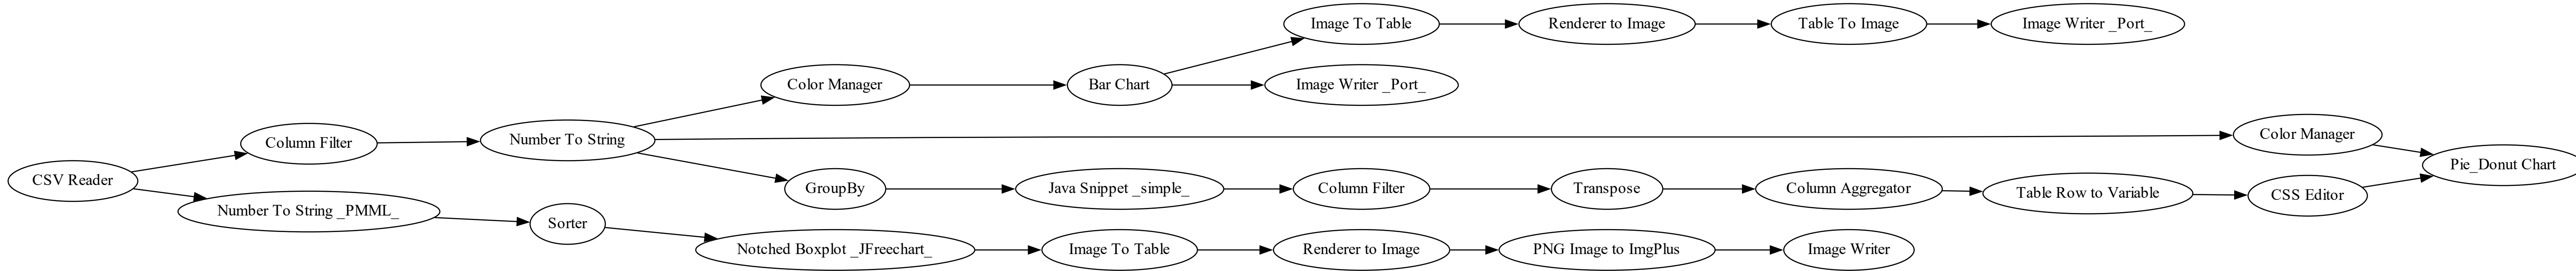 Image To Table
Renderer to Image
Table To Image
Image Writer _Port_
Color Manager
Bar Chart
Image Writer _Port_
Column Filter
Number To String
Color Manager
CSV Reader
Pie_Donut Chart
GroupBy
Java Snippet _simple_
Column Filter
Transpose
Column Aggregator
Table Row to Variable
CSS Editor
Number To String _PMML_
Sorter
Notched Boxplot _JFreechart_
Image To Table
Renderer to Image
PNG Image to ImgPlus
Image Writer